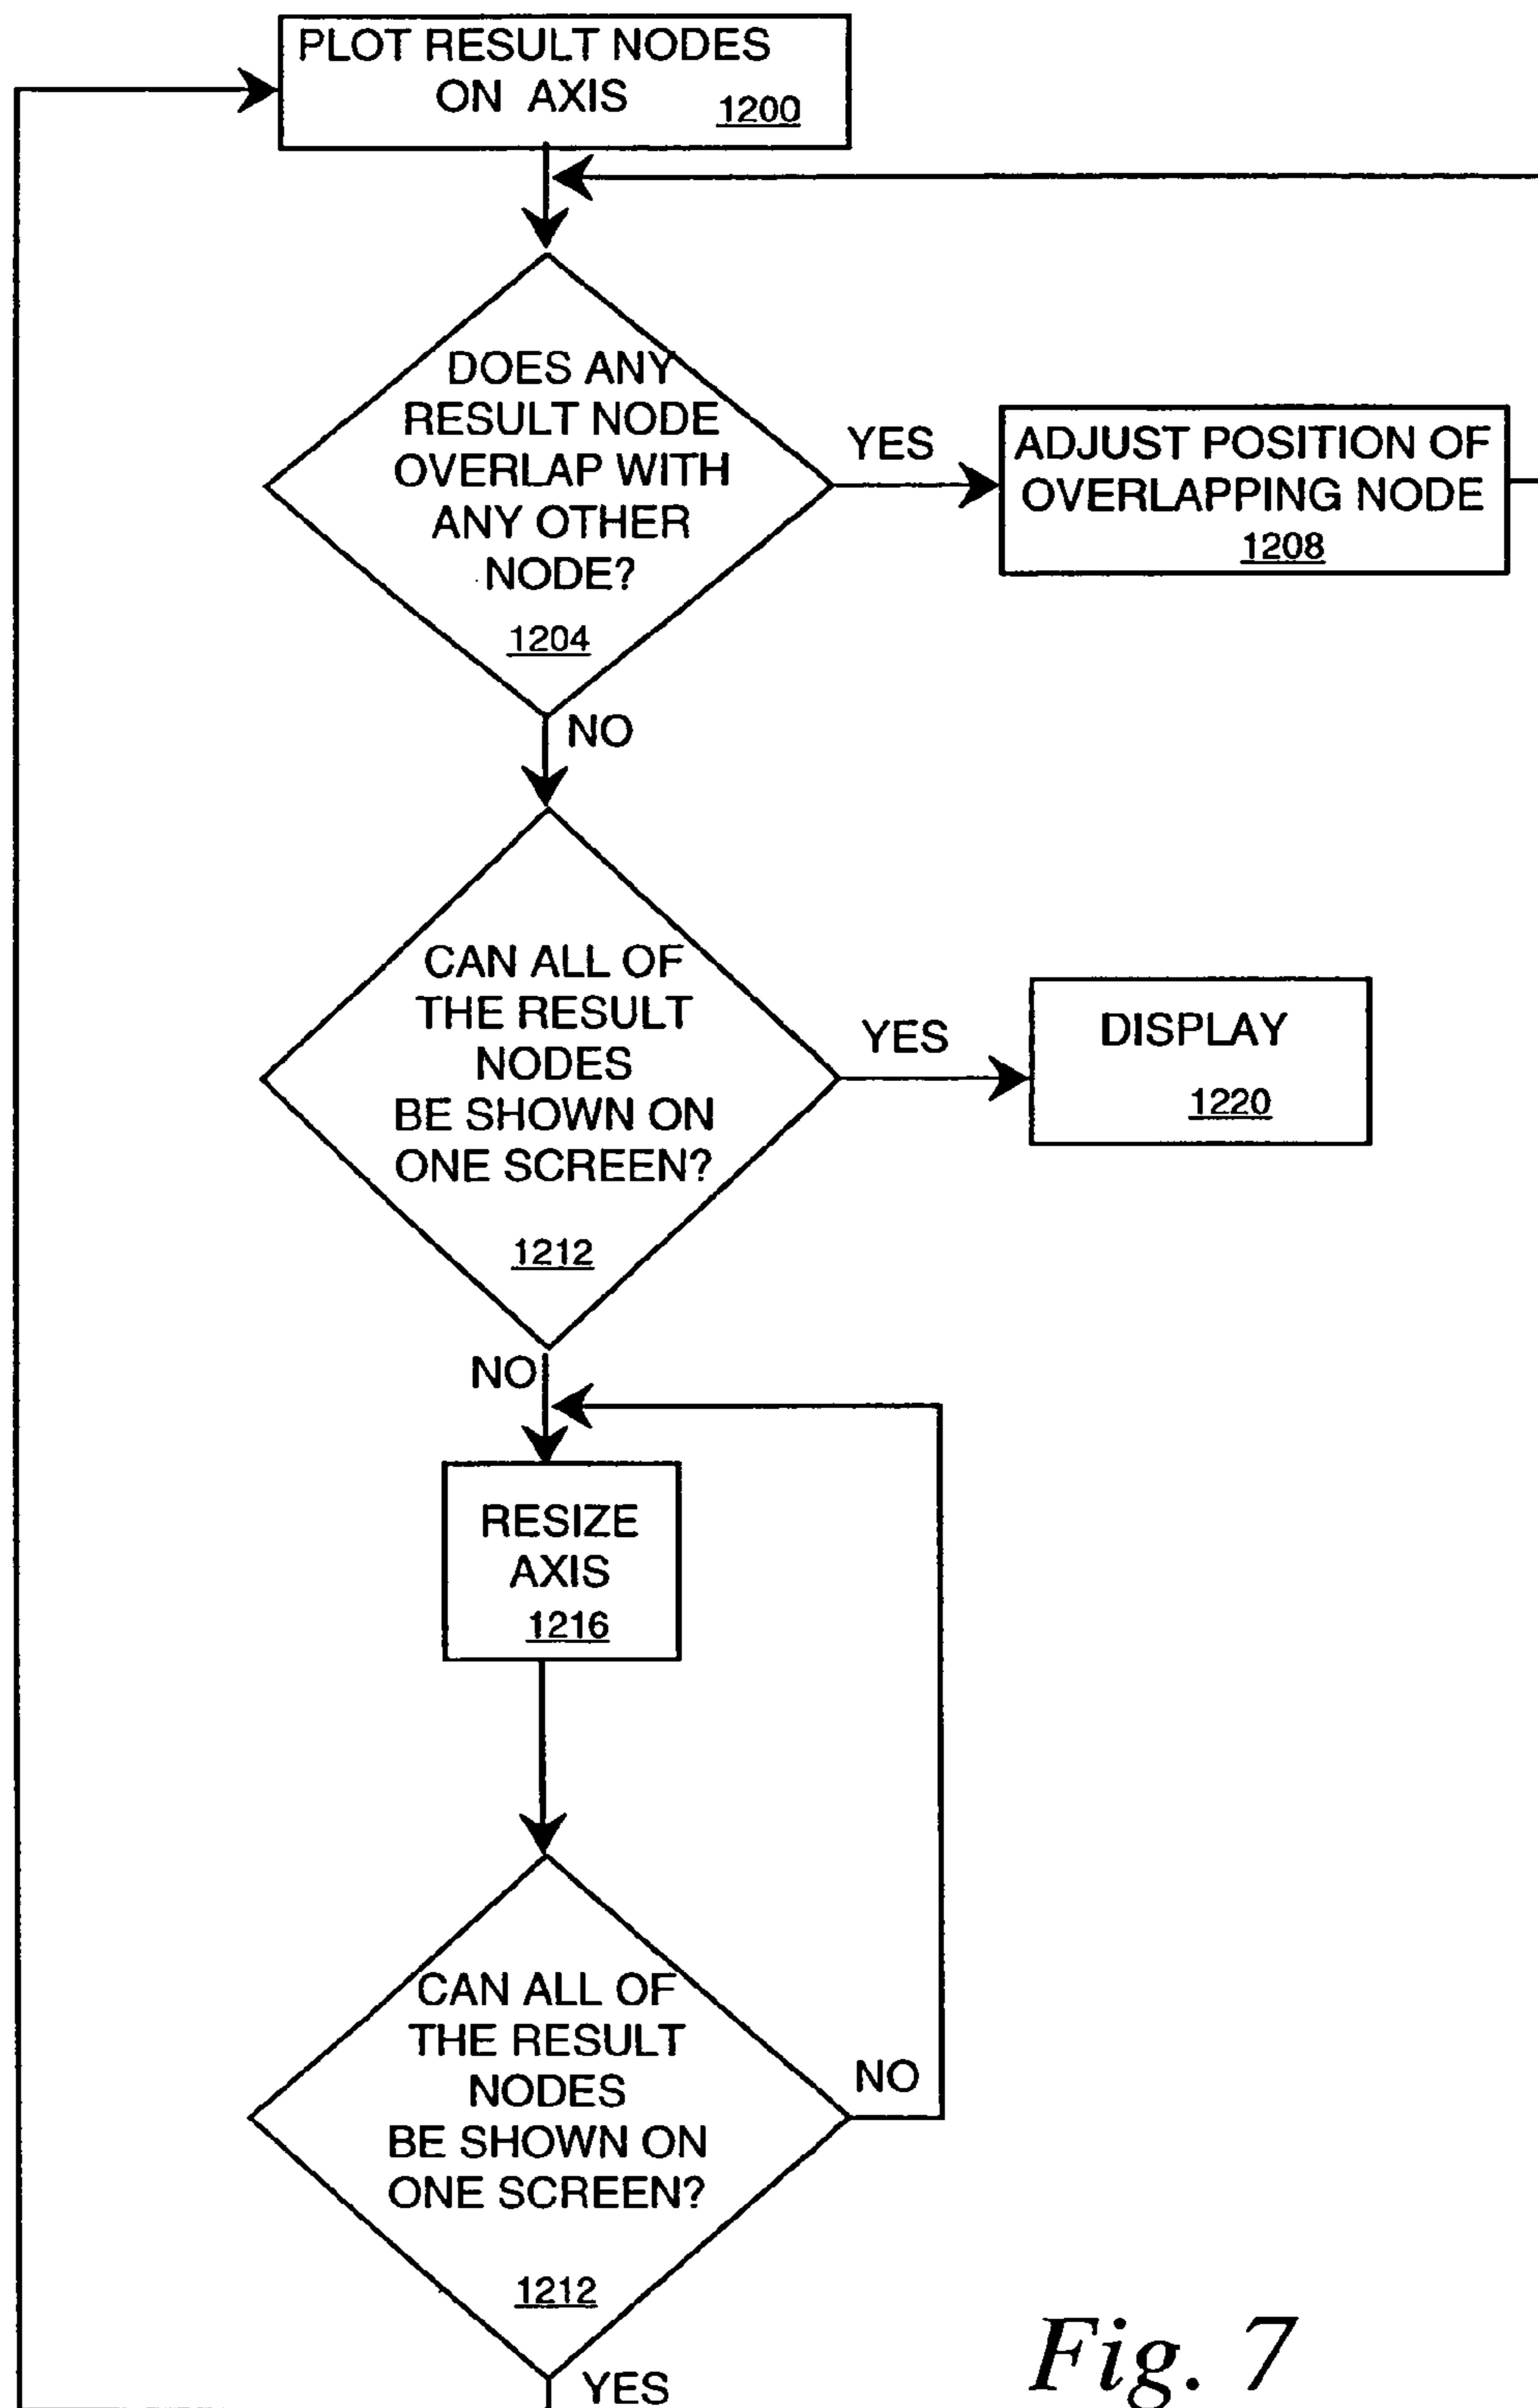 PLOT RESULT NODES
ON AXIS 1200
DOES ANY
RESULT NODE
OVERLAP WITH
ANY OTHER
NODE?
1204
YES
ADJUST POSITION OF
OVERLAPPING NODE
1208
NO
CAN ALL OF
THE RESULT
NODES
BE SHOWN ON
ONE SCREEN?
1212
YES
DISPLAY
1220
NO
RESIZE
AXIS
1216
CAN ALL OF
THE RESULT
NODES
BE SHOWN ON
ONE SCREEN?
1212
NO
YES
Fig. 7